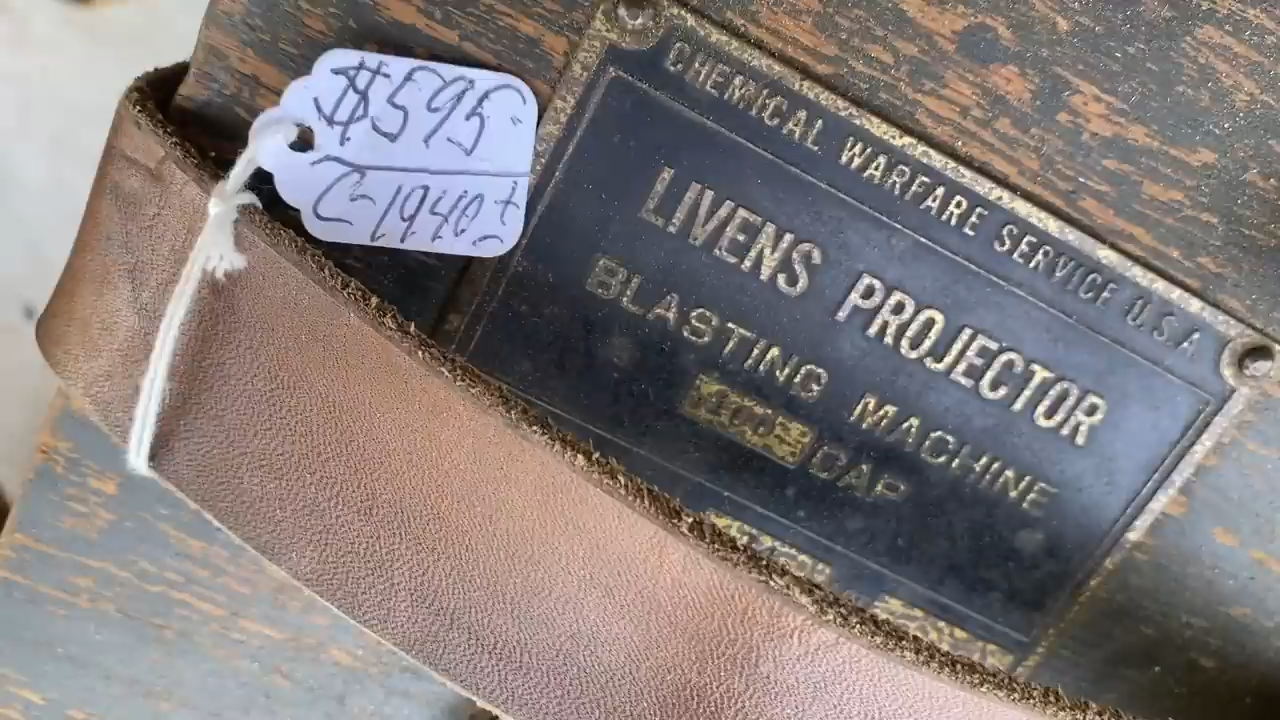 $595
C-1940±
CHEMICAL WARFARE SERVICE U.S.A
LIVENS PROJECTOR
BLASTING MACHINE
CAP